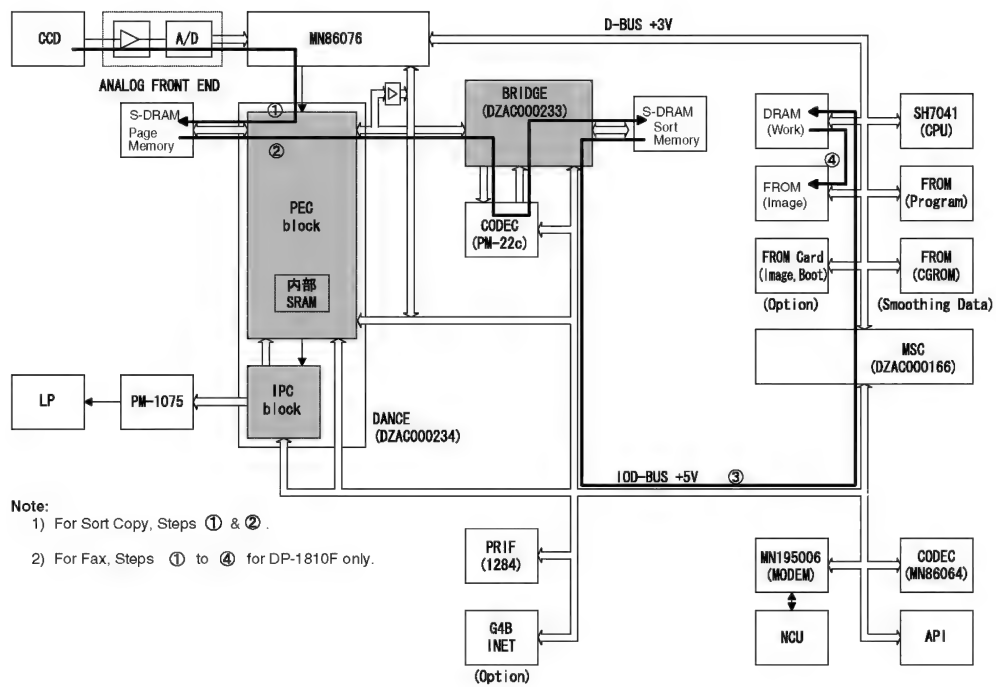 CCD
A/D
MN86076
D-BUS +3V
ANALOG FRONT END
S-DRAM
Page
Memory
①
②
PEC
block
内部
SRAM
BRIDGE
(DZAC000233)
S-DRAM
Sort
Memory
CODEC
(PM-22c)
DRAM
(Work)
④
FROM
(Image)
SH7041
(CPU)
FROM
(Program)
FROM Card
(Image, Boot)
(Option)
FROM
(CGROM)
(Smoothing Data)
MSC
(DZAC000166)
LP
PM-1075
IPC
block
DANCE
(DZAC000234)
IOD-BUS +5V ③
Note:
1) For Sort Copy, Steps ① & ② .
2) For Fax, Steps ① to ④ for DP-1810F only.
PRIF
(1284)
G4B
INET
(Option)
MN195006
(MODEM)
CODEC
(MN86064)
NCU
API